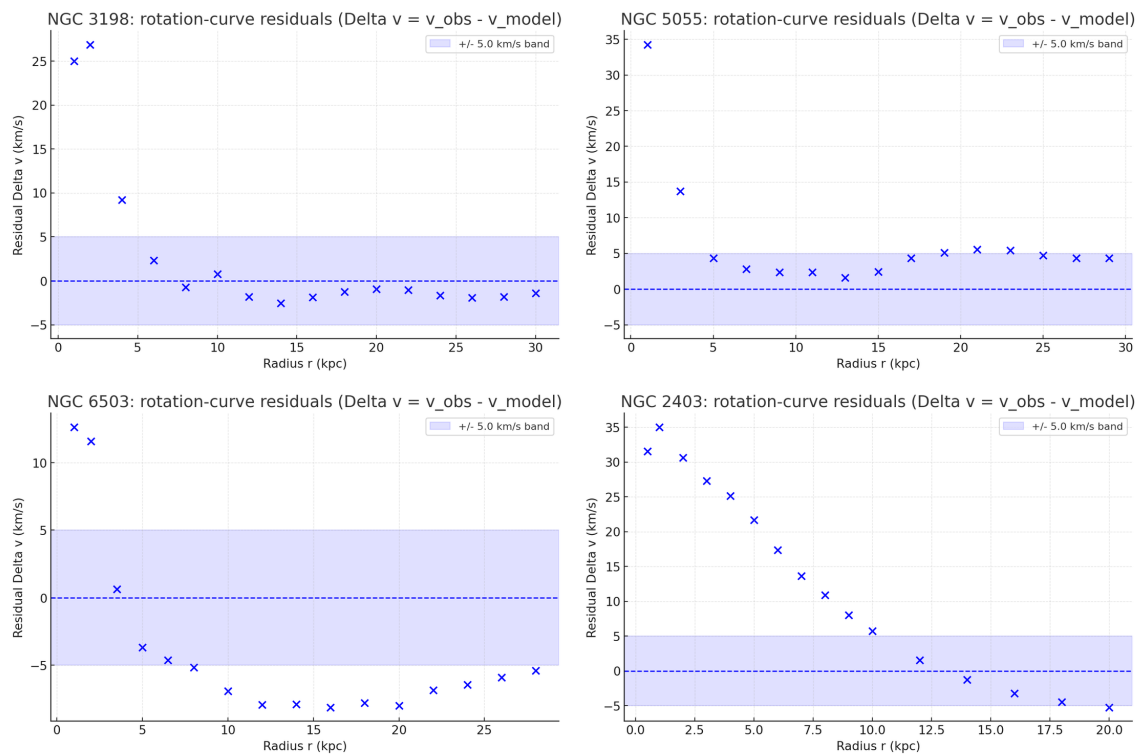 NGC 3198: rotation-curve residuals (Delta v = v_obs - v_model)
+/- 5.0 km/s band
Residual Delta v (km/s)
25
20
15
10
5
0
−5
0 5 10 15 20 25 30
Radius r (kpc)
NGC 5055: rotation-curve residuals (Delta v = v_obs - v_model)
+/- 5.0 km/s band
Residual Delta v (km/s)
35
30
25
20
15
10
5
0
−5
0 5 10 15 20 25 30
Radius r (kpc)
NGC 6503: rotation-curve residuals (Delta v = v_obs - v_model)
+/- 5.0 km/s band
Residual Delta v (km/s)
10
5
0
−5
0 5 10 15 20 25
Radius r (kpc)
NGC 2403: rotation-curve residuals (Delta v = v_obs - v_model)
+/- 5.0 km/s band
Residual Delta v (km/s)
35
30
25
20
15
10
5
0
−5
0.0 2.5 5.0 7.5 10.0 12.5 15.0 17.5 20.0
Radius r (kpc)